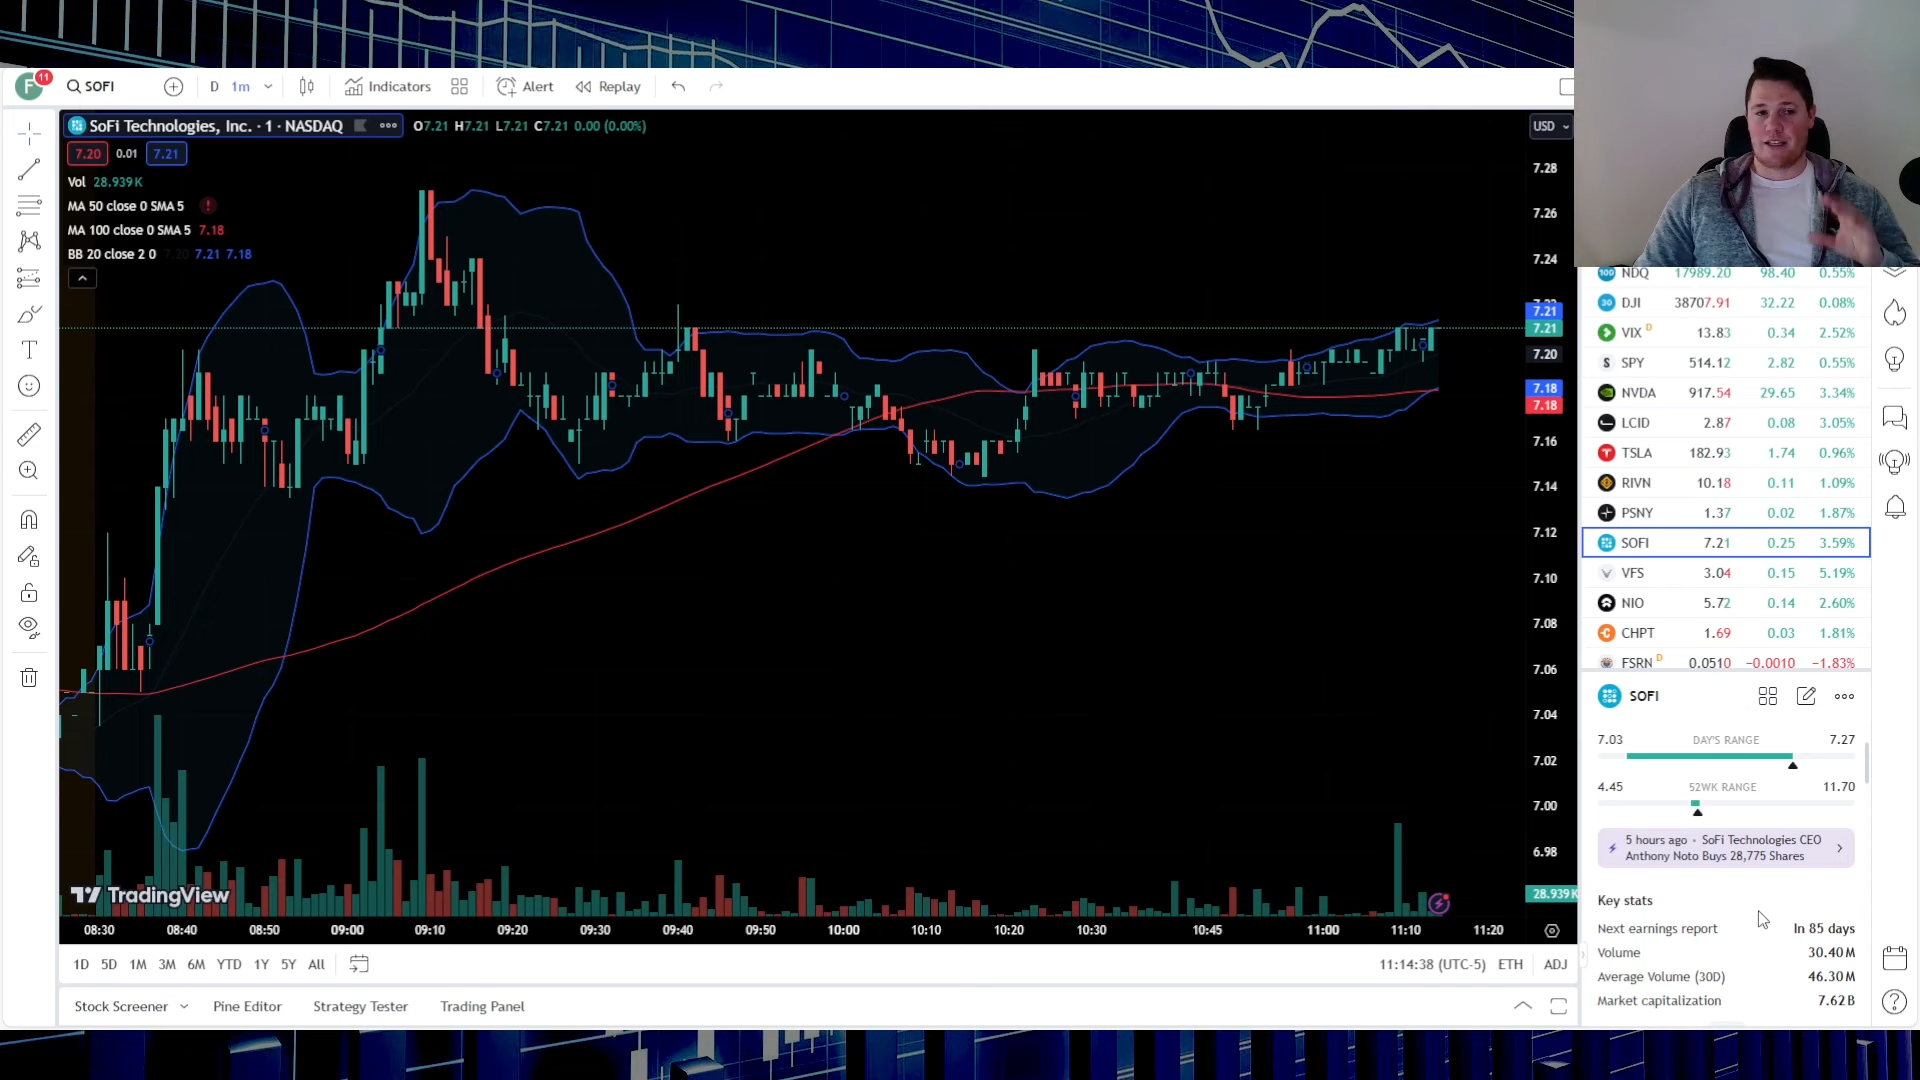 F 11 SOFI D 1m Indicators Alert Replay
SoFi Technologies, Inc. · 1 · NASDAQ O7.21 H7.21 L7.21 C7.21 0.00 (0.00%) USD
7.20 0.01 7.21
Vol 28.939K
MA 50 close 0 SMA 5 !
MA 100 close 0 SMA 5 7.18
BB 20 close 2 0 7.20 7.21 7.18
7.28
7.26
7.24
7.21
7.21
7.20
7.18
7.18
7.16
7.14
7.12
7.10
7.08
7.06
7.04
7.02
7.00
6.98
28.939K
TradingView
08:30 08:40 08:50 09:00 09:10 09:20 09:30 09:40 09:50 10:00 10:10 10:20 10:30 10:45 11:00 11:10 11:20
1D 5D 1M 3M 6M YTD 1Y 5Y All 11:14:38 (UTC-5) ETH ADJ
Stock Screener Pine Editor Strategy Tester Trading Panel
100 NDQ 17989.20 98.40 0.55%
30 DJI 38707.91 32.22 0.08%
VIX D 13.83 0.34 2.52%
S SPY 514.12 2.82 0.55%
NVDA 917.54 29.65 3.34%
LCID 2.87 0.08 3.05%
TSLA 182.93 1.74 0.96%
RIVN 10.18 0.11 1.09%
PSNY 1.37 0.02 1.87%
SOFI 7.21 0.25 3.59%
VFS 3.04 0.15 5.19%
NIO 5.72 0.14 2.60%
CHPT 1.69 0.03 1.81%
FSRN D 0.0510 −0.0010 −1.83%
SOFI
7.03 DAY'S RANGE 7.27
4.45 52WK RANGE 11.70
5 hours ago • SoFi Technologies CEO
Anthony Noto Buys 28,775 Shares
Key stats
Next earnings report In 85 days
Volume 30.40M
Average Volume (30D) 46.30M
Market capitalization 7.62B